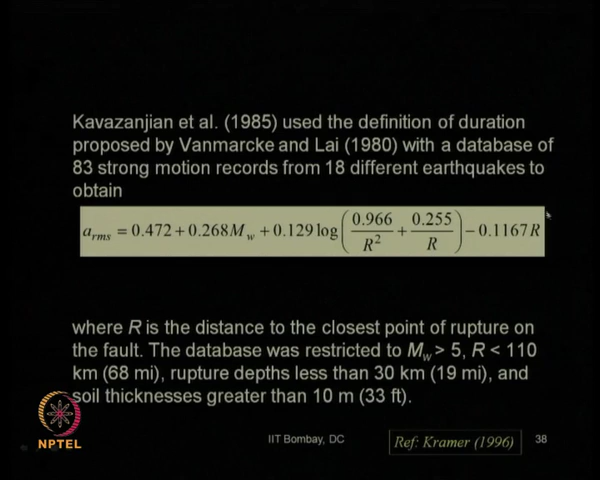 Kavazanjian et al. (1985) used the definition of duration
proposed by Vanmarcke and Lai (1980) with a database of
83 strong motion records from 18 different earthquakes to
obtain
a_rms = 0.472 + 0.268M_w + 0.129 log(0.966/R² + 0.255/R) − 0.1167R
where R is the distance to the closest point of rupture on
the fault. The database was restricted to M_w > 5, R < 110
km (68 mi), rupture depths less than 30 km (19 mi), and
soil thicknesses greater than 10 m (33 ft).
NPTEL
IIT Bombay, DC
Ref: Kramer (1996)
38